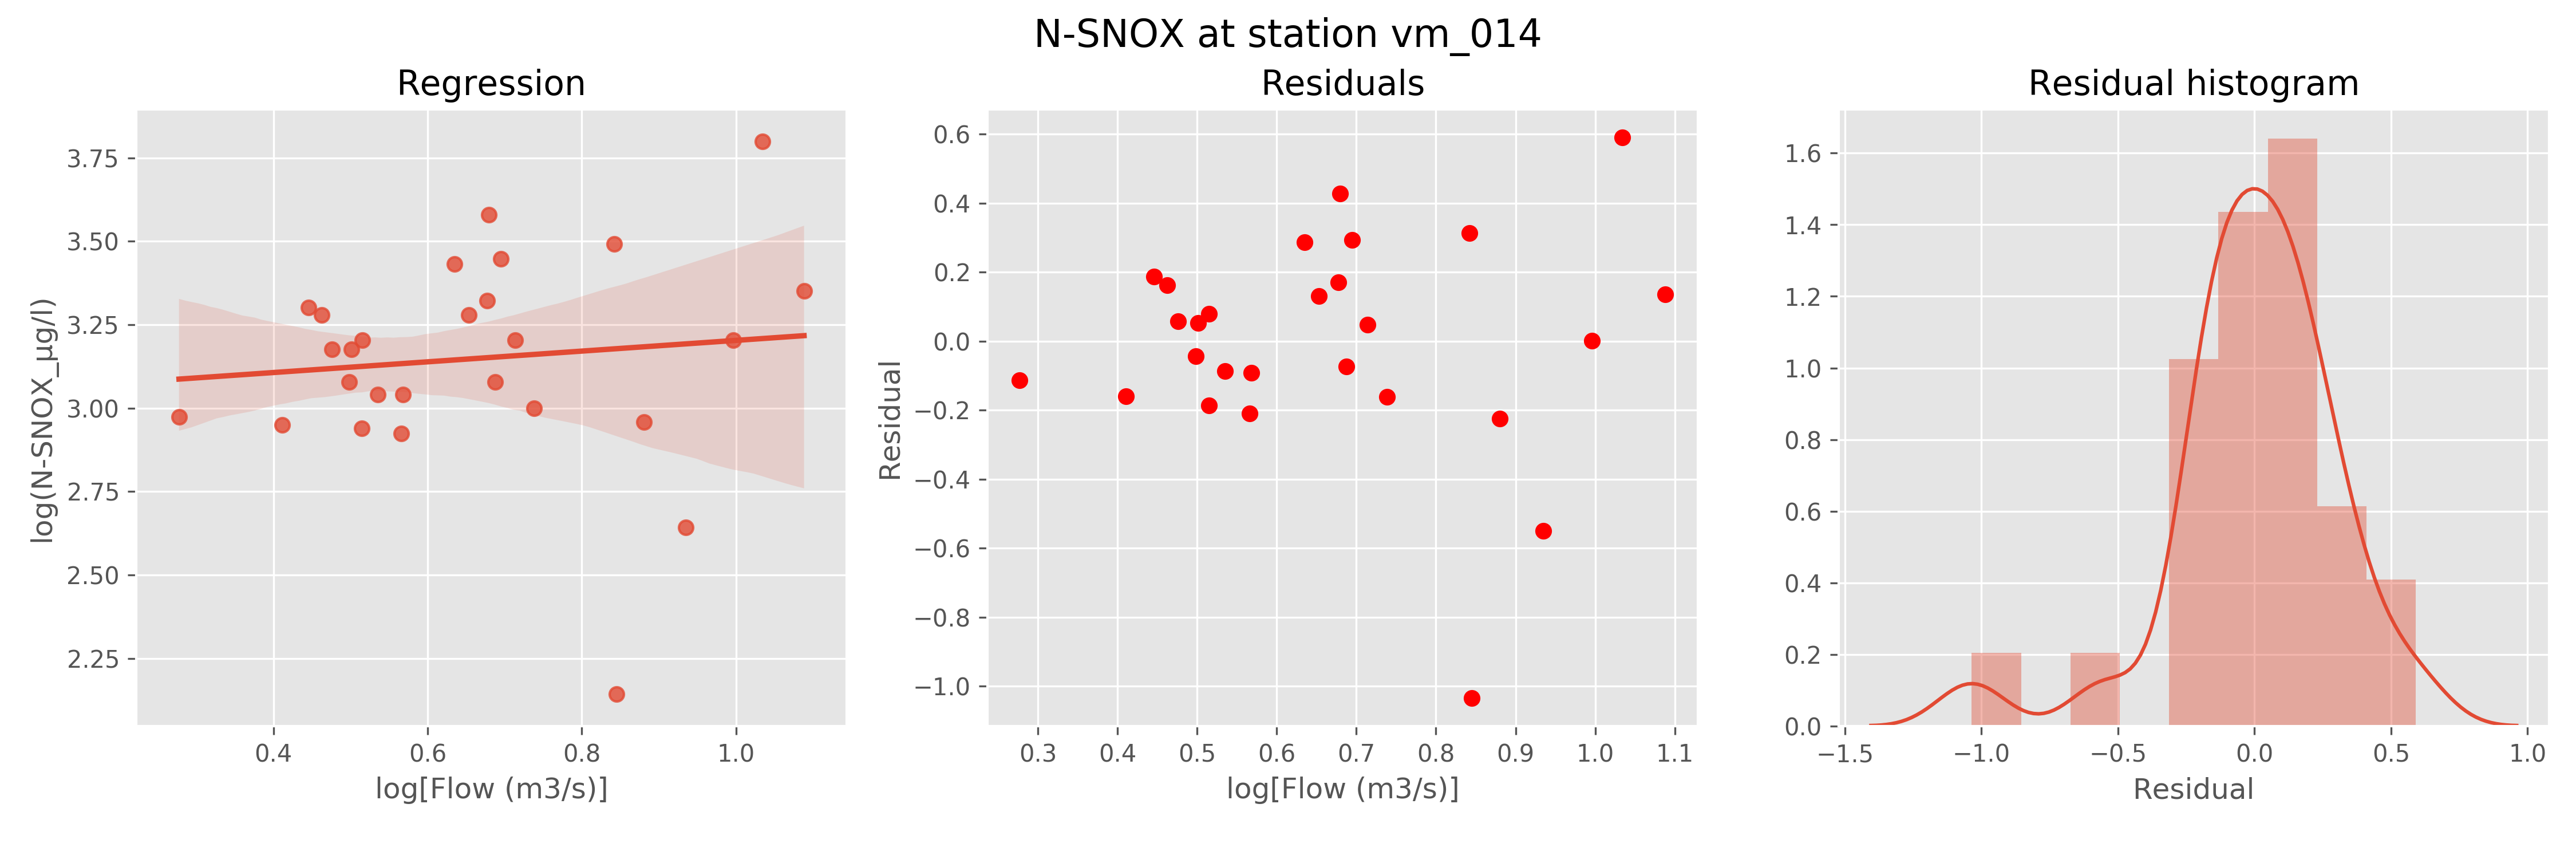 N-SNOX at station vm_014
Regression
3.75
3.50
3.25
3.00
2.75
2.50
2.25
log(N-SNOX_µg/l)
0.4 0.6 0.8 1.0
log[Flow (m3/s)]
Residuals
0.6
0.4
0.2
0.0
−0.2
−0.4
−0.6
−0.8
−1.0
Residual
0.3 0.4 0.5 0.6 0.7 0.8 0.9 1.0 1.1
log[Flow (m3/s)]
Residual histogram
1.6
1.4
1.2
1.0
0.8
0.6
0.4
0.2
0.0
−1.5 −1.0 −0.5 0.0 0.5 1.0
Residual